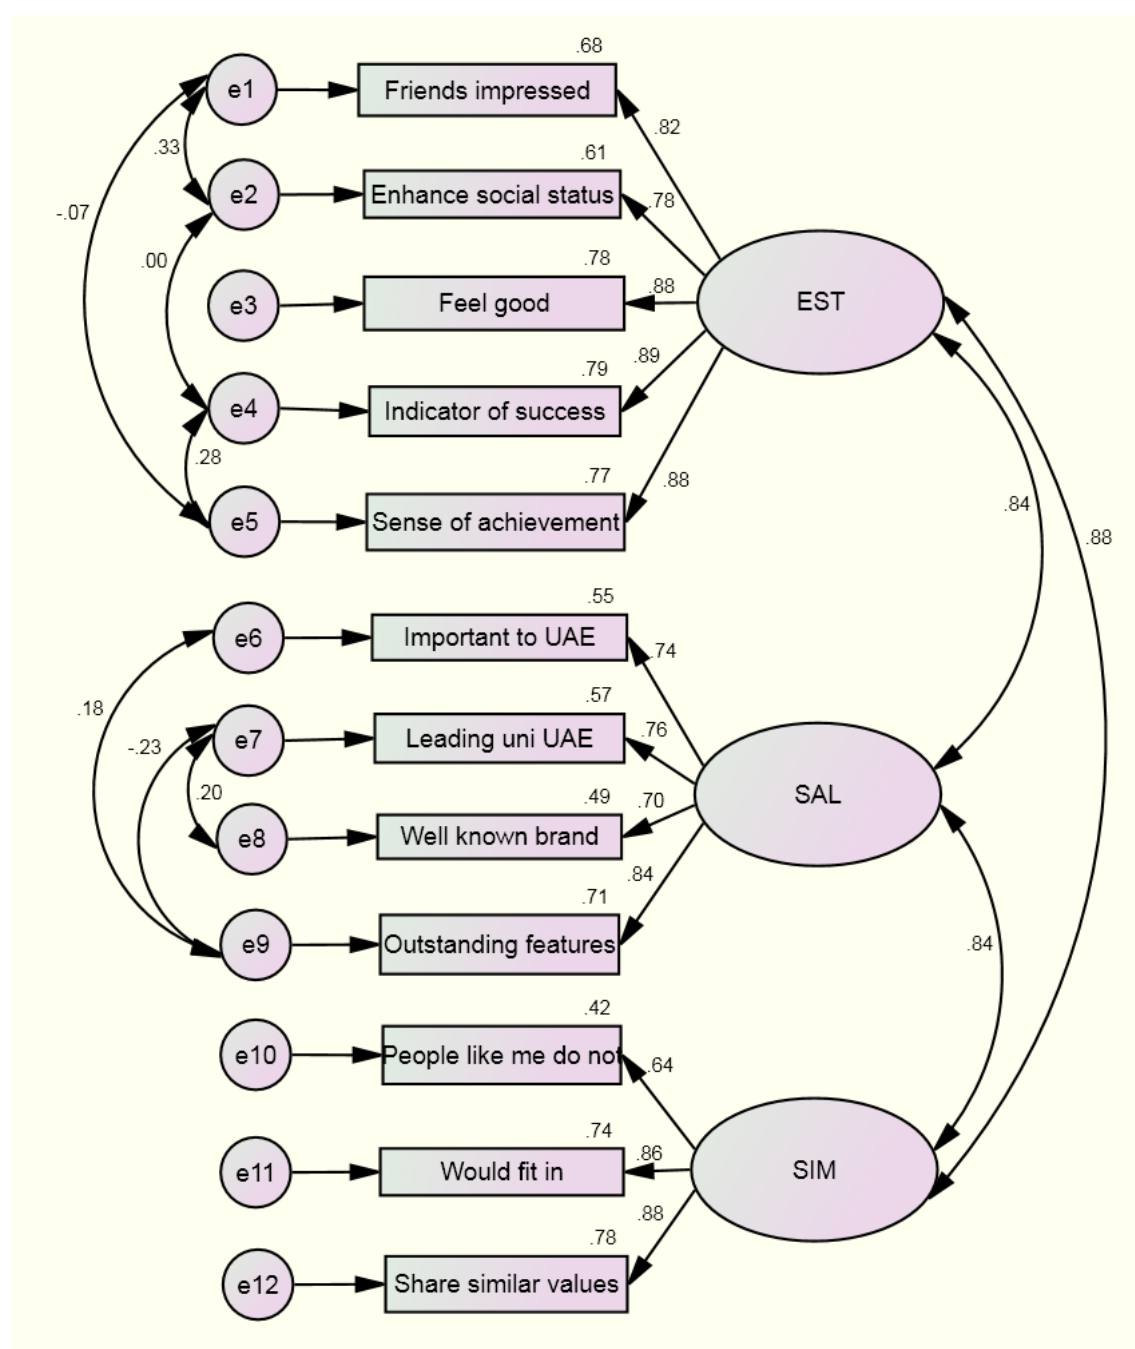 .68
e1
Friends impressed
.82
.33
.61
e2
Enhance social status
.78
-.07
.00
.78
e3
Feel good
.88
EST
.79
e4
Indicator of success
.89
.28
.77
e5
Sense of achievement
.88
.84
.88
.55
e6
Important to UAE
.74
.18
.57
e7
Leading uni UAE
.76
-.23
.20
.49
e8
Well known brand
.70
SAL
.84
.71
e9
Outstanding features
.84
.42
e10
People like me do not
.64
.74
e11
Would fit in
.86
SIM
.88
.78
e12
Share similar values